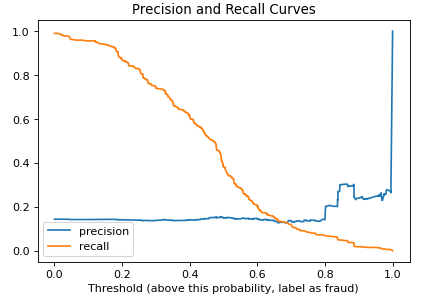 Precision and Recall Curves
1.0
0.8
0.6
0.4
0.2
0.0
precision
recall
0.0 0.2 0.4 0.6 0.8 1.0
Threshold (above this probability, label as fraud)